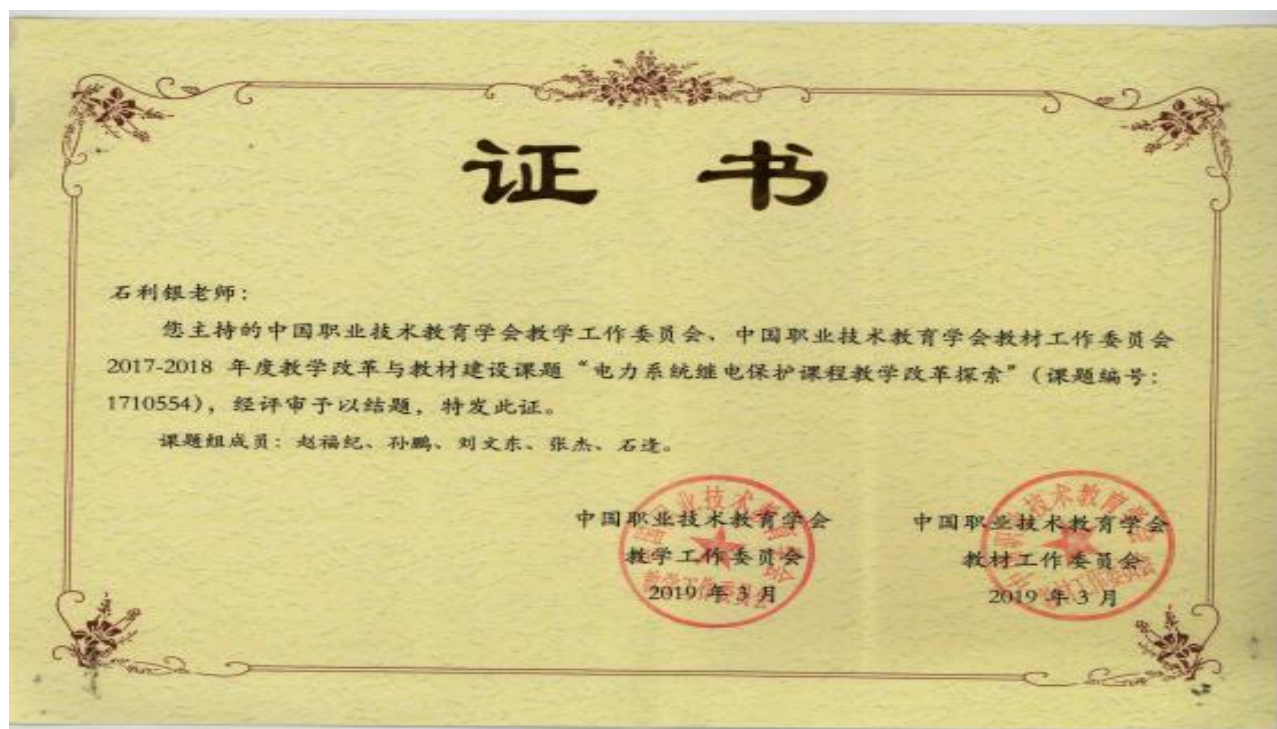 证 书
石利银老师:
您主持的中国职业技术教育学会教学工作委员会、中国职业技术教育学会教材工作委员会
2017-2018 年度教学改革与教材建设课题“电力系统继电保护课程教学改革探索”(课题编号:
1710554),经评审予以结题,特发此证。
课题组成员:赵福纪、孙鹏、刘文东、张杰、石逢。
中国职业技术教育学会
教学工作委员会
2019 年 3 月
中国职业技术教育学会
教材工作委员会
2019 年 3 月